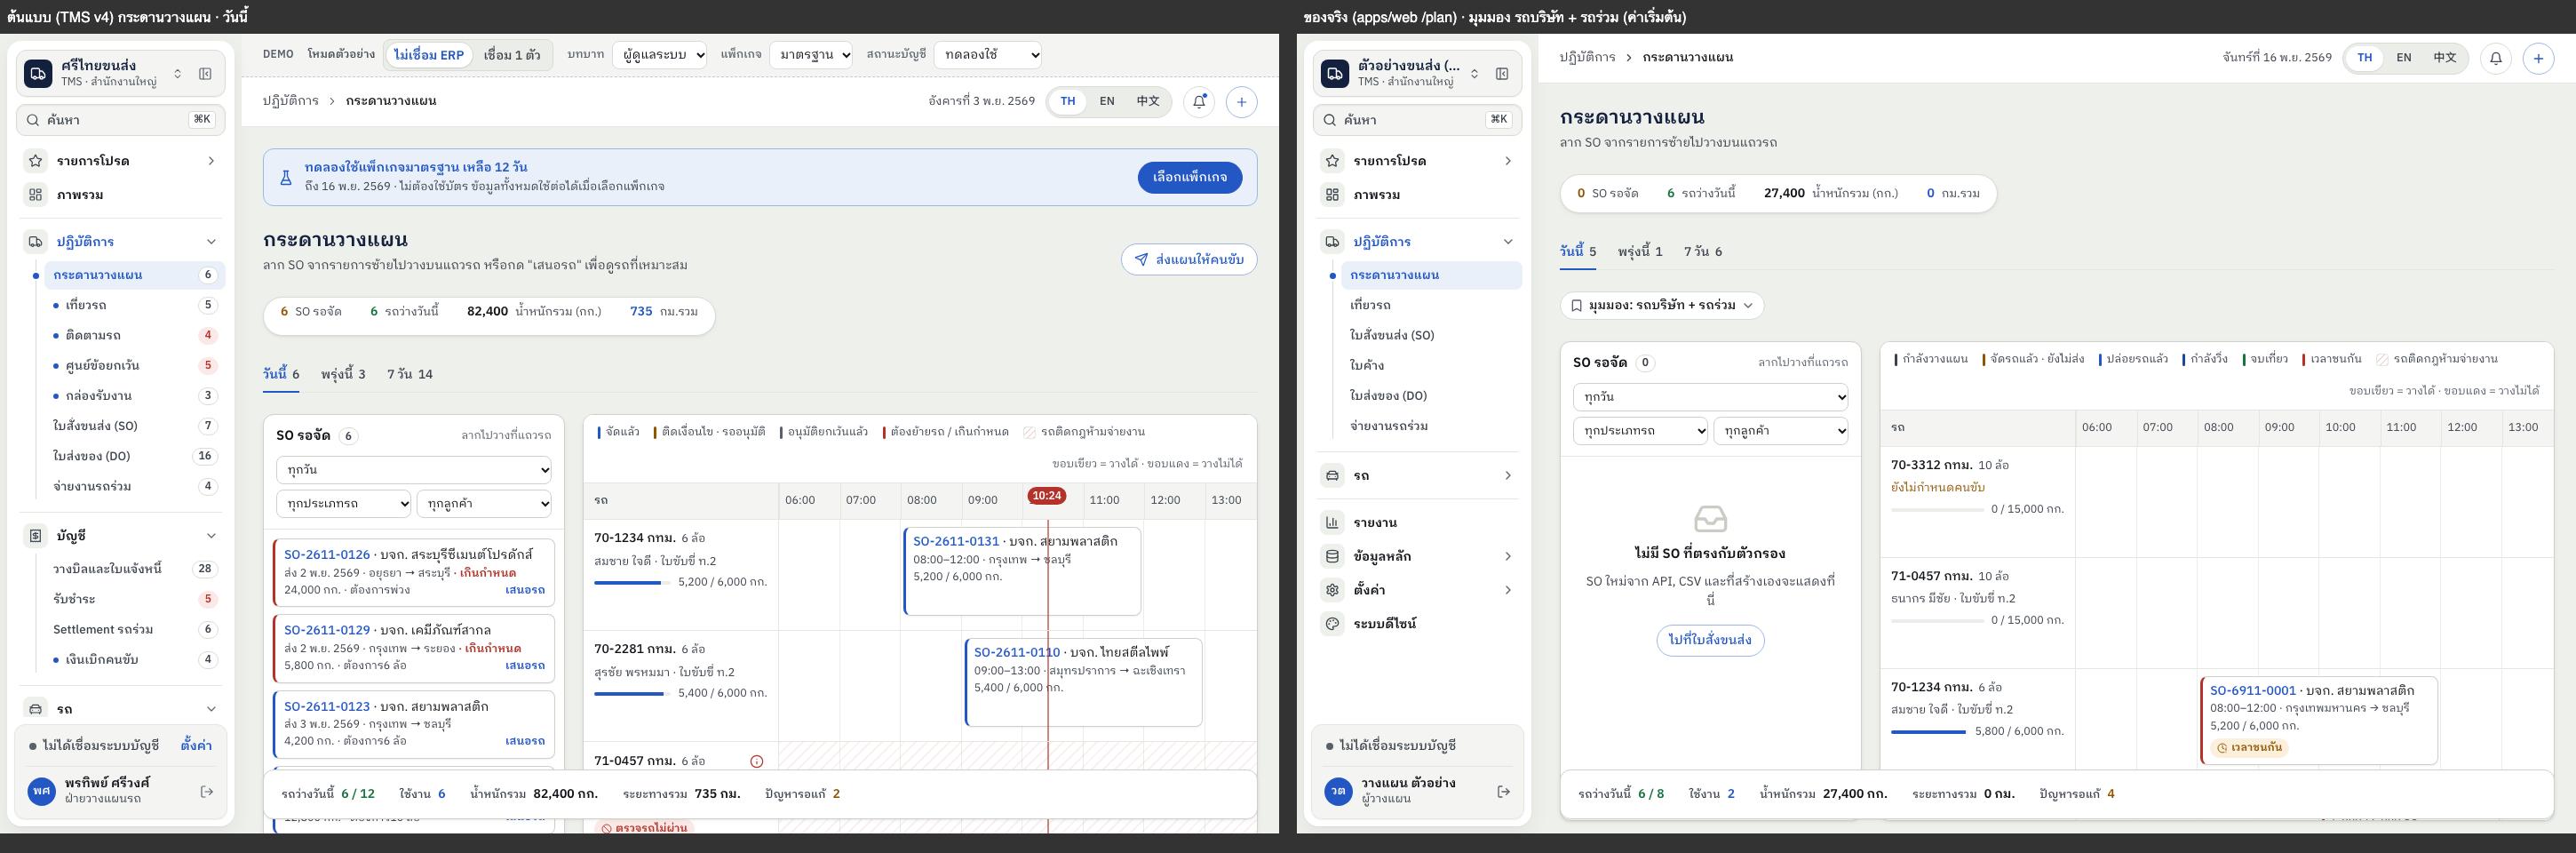 ต้นแบบ (TMS v4) กระดานวางแผน · วันนี้
ศรีไทยขนส่ง
TMS · สำนักงานใหญ่
ค้นหา ⌘K
รายการโปรด
ภาพรวม
ปฏิบัติการ
กระดานวางแผน 6
เที่ยวรถ 5
ติดตามรถ 4
ศูนย์ข้อยกเว้น 5
กล่องรับงาน 3
ใบสั่งขนส่ง (SO) 7
ใบส่งของ (DO) 16
จ่ายงานรถร่วม 4
บัญชี
วางบิลและใบแจ้งหนี้ 28
รับชำระ 5
Settlement รถร่วม 6
เงินเบิกคนขับ 4
รถ
ไม่ได้เชื่อมระบบบัญชี ตั้งค่า
พศ พรทิพย์ ศรีวงศ์
ฝ่ายวางแผนรถ
DEMO โหมดตัวอย่าง ไม่เชื่อม ERP เชื่อม 1 ตัว บทบาท ผู้ดูแลระบบ แพ็กเกจ มาตรฐาน สถานะบัญชี ทดลองใช้
ปฏิบัติการ > กระดานวางแผน อังคารที่ 3 พ.ย. 2569 TH EN 中文
ทดลองใช้แพ็กเกจมาตรฐาน เหลือ 12 วัน
ถึง 16 พ.ย. 2569 · ไม่ต้องใช้บัตร ข้อมูลทั้งหมดใช้ต่อได้เมื่อเลือกแพ็กเกจ
เลือกแพ็กเกจ
กระดานวางแผน
ลาก SO จากรายการซ้ายไปวางบนแถวรถ หรือกด "เสนอรถ" เพื่อดูรถที่เหมาะสม
ส่งแผนให้คนขับ
6 SO รอจัด 6 รถว่างวันนี้ 82,400 น้ำหนักรวม (กก.) 735 กม.รวม
วันนี้ 6 พรุ่งนี้ 3 7 วัน 14
SO รอจัด 6 ลากไปวางที่แถวรถ
ทุกวัน
ทุกประเภทรถ ทุกลูกค้า
SO-2611-0126 · บจก. สระบุรีซีเมนต์โปรดักส์
ส่ง 2 พ.ย. 2569 · อยุธยา → สระบุรี · เกินกำหนด
24,000 กก. · ต้องการพ่วง เสนอรถ
SO-2611-0129 · บจก. เคมีภัณฑ์สากล
ส่ง 2 พ.ย. 2569 · กรุงเทพ → ระยอง · เกินกำหนด
5,800 กก. · ต้องการ6 ล้อ เสนอรถ
SO-2611-0123 · บจก. สยามพลาสติก
ส่ง 3 พ.ย. 2569 · กรุงเทพ → ชลบุรี
4,200 กก. · ต้องการ6 ล้อ เสนอรถ
จัดแล้ว ติดเงื่อนไข · รออนุมัติ อนุมัติยกเว้นแล้ว ต้องย้ายรถ / เกินกำหนด รถติดกฎห้ามจ่ายงาน
ขอบเขียว = วางได้ · ขอบแดง = วางไม่ได้
รถ 06:00 07:00 08:00 09:00 10:24 11:00 12:00 13:00
70-1234 กทม. 6 ล้อ
สมชาย ใจดี · ใบขับขี่ ท.2
5,200 / 6,000 กก.
SO-2611-0131 · บจก. สยามพลาสติก
08:00–12:00 · กรุงเทพ → ชลบุรี
5,200 / 6,000 กก.
70-2281 กทม. 6 ล้อ
สุรชัย พรหมมา · ใบขับขี่ ท.2
5,400 / 6,000 กก.
SO-2611-0110 · บจก. ไทยสตีลไพพ์
09:00–13:00 · สมุทรปราการ → ฉะเชิงเทรา
5,400 / 6,000 กก.
71-0457 กทม. 6 ล้อ
ตรวจรถไม่ผ่าน
รถว่างวันนี้ 6 / 12 ใช้งาน 6 น้ำหนักรวม 82,400 กก. ระยะทางรวม 735 กม. ปัญหารอแก้ 2
ของจริง (apps/web /plan) · มุมมอง รถบริษัท + รถร่วม (ค่าเริ่มต้น)
ตัวอย่างขนส่ง (...
TMS · สำนักงานใหญ่
ค้นหา ⌘K
รายการโปรด
ภาพรวม
ปฏิบัติการ
กระดานวางแผน
เที่ยวรถ
ใบสั่งขนส่ง (SO)
ใบค้าง
ใบส่งของ (DO)
จ่ายงานรถร่วม
รถ
รายงาน
ข้อมูลหลัก
ตั้งค่า
ระบบดีไซน์
ไม่ได้เชื่อมระบบบัญชี
วต วางแผน ตัวอย่าง
ผู้วางแผน
ปฏิบัติการ > กระดานวางแผน จันทร์ที่ 16 พ.ย. 2569 TH EN 中文
กระดานวางแผน
ลาก SO จากรายการซ้ายไปวางบนแถวรถ
0 SO รอจัด 6 รถว่างวันนี้ 27,400 น้ำหนักรวม (กก.) 0 กม.รวม
วันนี้ 5 พรุ่งนี้ 1 7 วัน 6
มุมมอง: รถบริษัท + รถร่วม
SO รอจัด 0 ลากไปวางที่แถวรถ
ทุกวัน
ทุกประเภทรถ ทุกลูกค้า
ไม่มี SO ที่ตรงกับตัวกรอง
SO ใหม่จาก API, CSV และที่สร้างเองจะแสดงที่
นี่
ไปที่ใบสั่งขนส่ง
กำลังวางแผน จัดรถแล้ว · ยังไม่ส่ง ปล่อยรถแล้ว กำลังวิ่ง จบเที่ยว เวลาชนกัน รถติดกฎห้ามจ่ายงาน
ขอบเขียว = วางได้ · ขอบแดง = วางไม่ได้
รถ 06:00 07:00 08:00 09:00 10:00 11:00 12:00 13:00
70-3312 กทม. 10 ล้อ
ยังไม่กำหนดคนขับ
0 / 15,000 กก.
71-0457 กทม. 10 ล้อ
ธนากร มีชัย · ใบขับขี่ ท.2
0 / 15,000 กก.
70-1234 กทม. 6 ล้อ
สมชาย ใจดี · ใบขับขี่ ท.2
5,800 / 6,000 กก.
SO-6911-0001 · บจก. สยามพลาสติก
08:00–12:00 · กรุงเทพมหานคร → ชลบุรี
5,200 / 6,000 กก.
เวลาชนกัน
รถว่างวันนี้ 6 / 8 ใช้งาน 2 น้ำหนักรวม 27,400 กก. ระยะทางรวม 0 กม. ปัญหารอแก้ 4